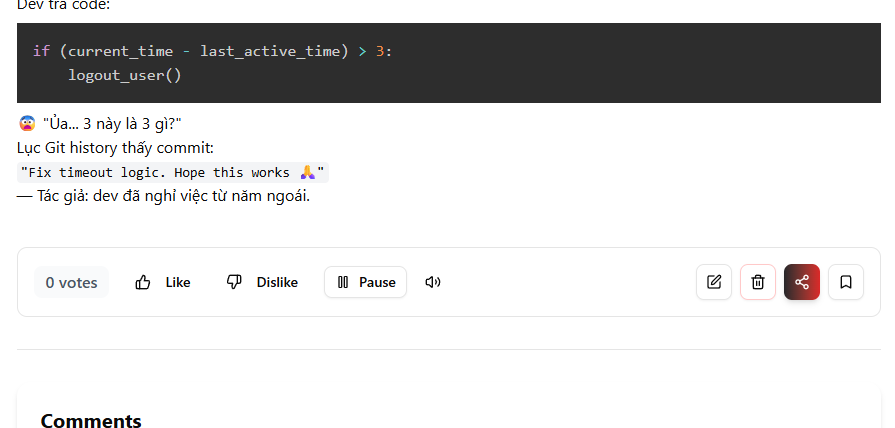 Dev tra code:
if (current_time - last_active_time) > 3:
    logout_user()
😨 "Ủa... 3 này là 3 gì?"
Lục Git history thấy commit:
"Fix timeout logic. Hope this works 🙏"
— Tác giả: dev đã nghỉ việc từ năm ngoái.
0 votes Like Dislike Pause
Comments